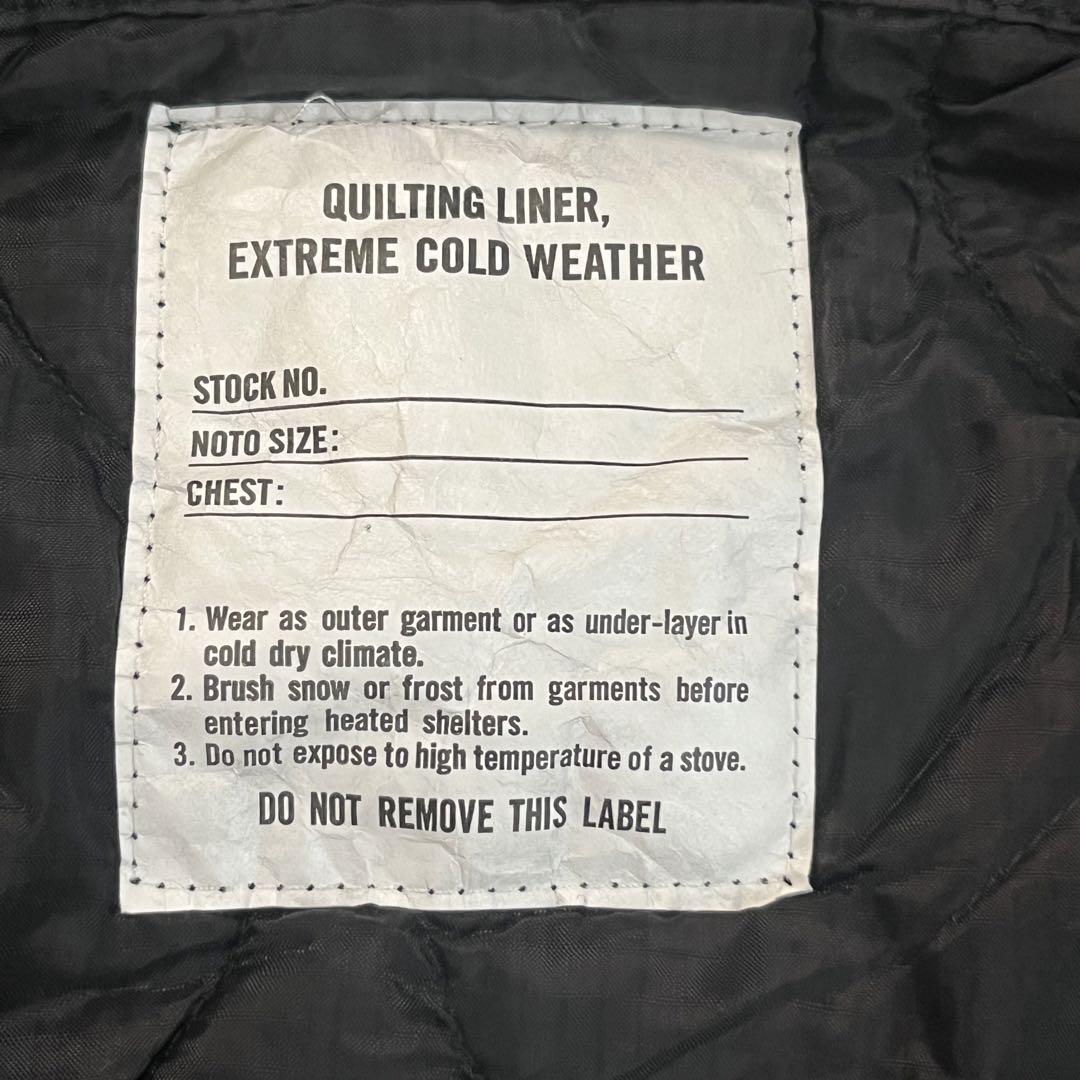 QUILTING LINER,
EXTREME COLD WEATHER
STOCK NO.
NOTO SIZE:
CHEST:
1. Wear as outer garment or as under-layer in
cold dry climate.
2. Brush snow or frost from garments before
entering heated shelters.
3. Do not expose to high temperature of a stove.
DO NOT REMOVE THIS LABEL